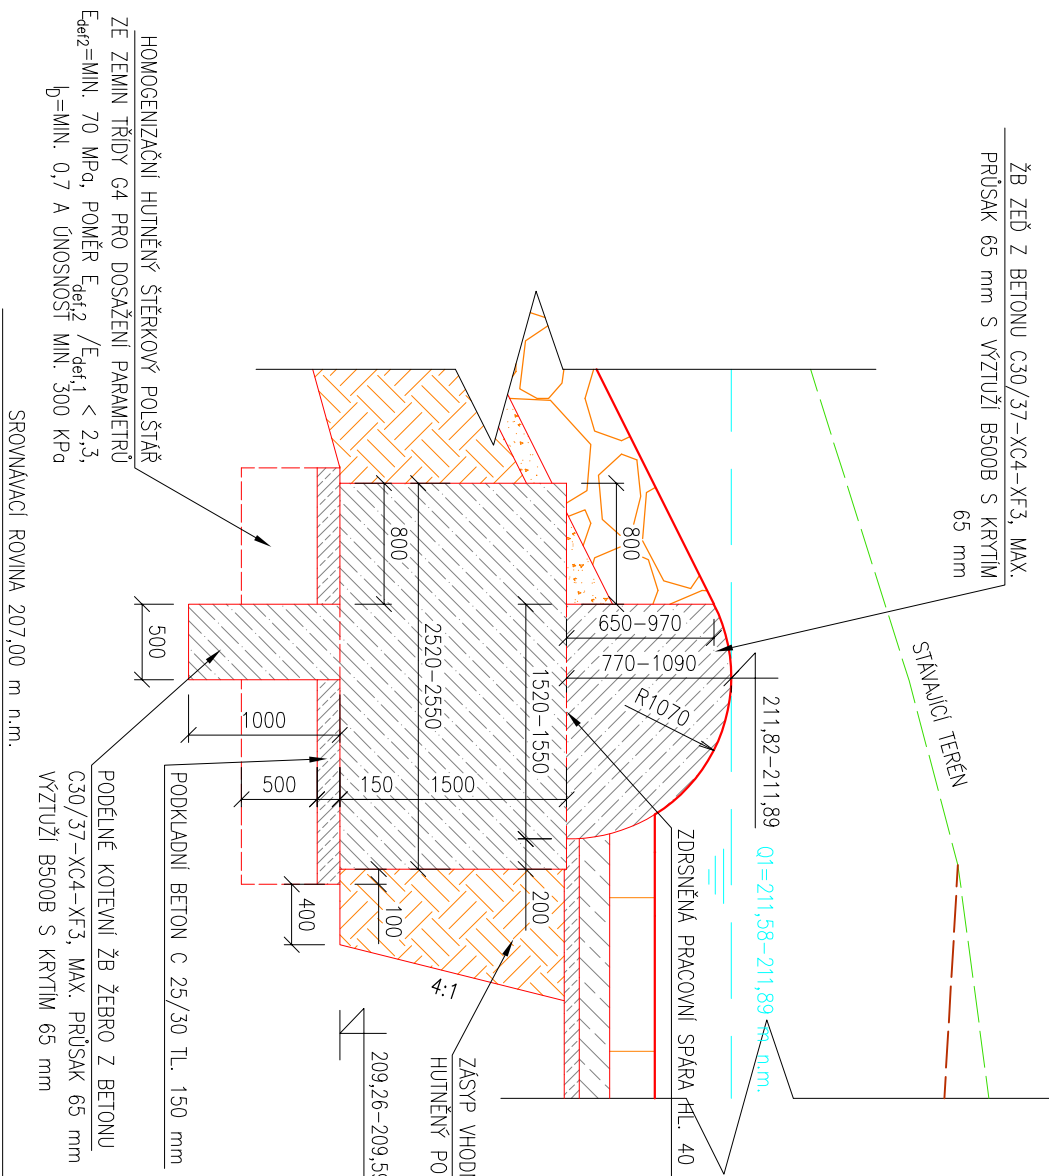 ŽB ZEĎ Z BETONU C30/37-XC4-XF3, MAX.
PRŮSAK 65 mm S VÝZTUŽÍ B500B S KRYTÍM
65 mm
STÁVAJÍCÍ TERÉN
211,82-211,89
Q1=211,58-211,89 m n.m.
800
650-970
770-1090
R1070
1520-1550
2520-2550
800
500
1000
500
150
1500
200
100
400
4:1
ZDRSNĚNÁ PRACOVNÍ SPÁRA HL. 40
ZÁSYP VHOD
HUTNĚNÝ PO
209,26-209,59
HOMOGENIZAČNÍ HUTNĚNÝ ŠTĚRKOVÝ POLŠTÁŘ
ZE ZEMIN TŘÍDY G4 PRO DOSAŽENÍ PARAMETRŮ
Edef2=MIN. 70 MPa, POMĚR Edef,2 /Edef,1 < 2,3,
ID=MIN. 0,7 A ÚNOSNOST MIN. 300 KPa
PODKLADNÍ BETON C 25/30 TL. 150 mm
PODÉLNÉ KOTEVNÍ ŽB ŽEBRO Z BETONU
C30/37-XC4-XF3, MAX. PRŮSAK 65 mm
VÝZTUŽÍ B500B S KRYTÍM 65 mm
SROVNÁVACÍ ROVINA 207,00 m n.m.